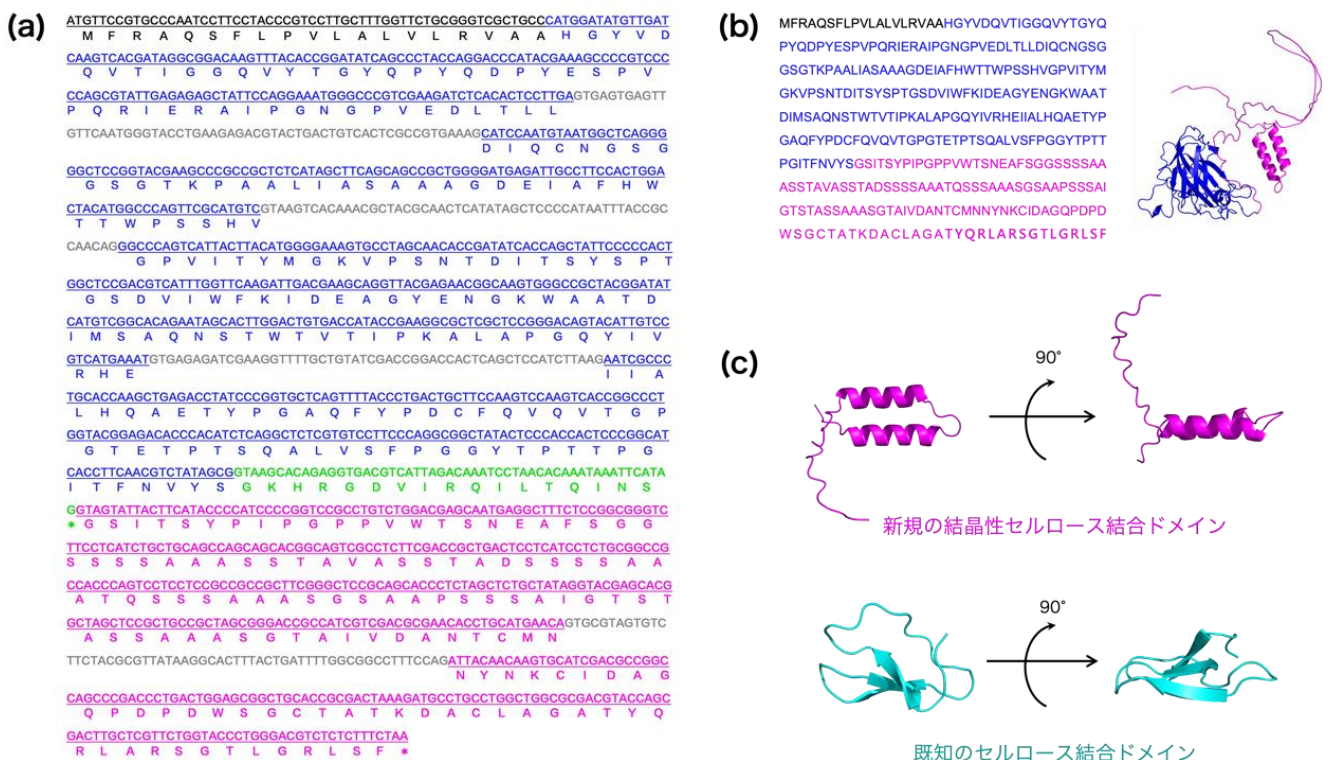 (a)
ATGTTCCGTGCCCAATCCTTCCTACCCGTCCTTGCTTTGGTTCTGCGGGTCGCTGCCCATGGATATGTTGAT
M F R A Q S F L P V L A L V L R V A A H G Y V D
CAAGTCACGATAGGCGGACAAGTTTACACCGGATATCAGCCCTACCAGGACCCATACGAAAGCCCCGTCCC
Q V T I G G Q V Y T G Y Q P Y Q D P Y E S P V
CCAGCGTATTGAGAGAGCTATTCCAGGAAATGGGCCCGTCGAAGATCTCACACTCCTTGAGTGAGTGAGTT
P Q R I E R A I P G N G P V E D L T L L
GTTCAATGGGTACCTGAAGAGACGTACTGACTGTCACTCGCCGTGAAAGCATCCAATGTAATGGCTCAGGG
D I Q C N G S G
GGCTCCGGTACGAAGCCCGCCGCTCTCATAGCTTCAGCAGCCGCTGGGGATGAGATTGCCTTCCACTGGA
G S G T K P A A L I A S A A A G D E I A F H W
CTACATGGCCCAGTTCGCATGTCGTAAGTCACAAACGCTACGCAACTCATATAGCTCCCCATAATTTACCGC
T T W P S S H V
CAACAGGGCCCAGTCATTACTTACATGGGGAAAGTGCCTAGCAACACCGATATCACCAGCTATTCCCCCACT
G P V I T Y M G K V P S N T D I T S Y S P T
GGCTCCGACGTCATTTGGTTCAAGATTGACGAAGCAGGTTACGAGAACGGCAAGTGGGCCGCTACGGATAT
G S D V I W F K I D E A G Y E N G K W A A T D
CATGTCGGCACAGAATAGCACTTGGACTGTGACCATACCGAAGGCGCTCGCTCCGGGACAGTACATTGTCC
I M S A Q N S T W T V T I P K A L A P G Q Y I V
GTCATGAAATGTGAGAGATCGAAGGTTTTGCTGTATCGACCGGACCACTCAGCTCCATCTTAAGAATCGCCC
R H E I I A
TGCACCAAGCTGAGACCTATCCCGGTGCTCAGTTTTACCCTGACTGCTTCCAAGTCCAAGTCACCGGCCCT
L H Q A E T Y P G A Q F Y P D C F Q V Q V T G P
GGTACGGAGACACCCACATCTCAGGCTCTCGTGTCCTTCCCAGGCGGCTATACTCCCACCACTCCCGGCAT
G T E T P T S Q A L V S F P G G Y T P T T P G
CACCTTCAACGTCTATAGCGGTAAGCACAGAGGTGACGTCATTAGACAAATCCTAACACAAATAAATTCATA
I T F N V Y S G K H R G D V I R Q I L T Q I N S
GGTAGTATTACTTCATACCCCATCCCCGGTCCGCCTGTCTGGACGAGCAATGAGGCTTTCTCCGGCGGGTC
* G S I T S Y P I P G P P V W T S N E A F S G G
TTCCTCATCTGCTGCAGCCAGCAGCACGGCAGTCGCCTCTTCGACCGCTGACTCCTCATCCTCTGCGGCCG
S S S S A A A S S T A V A S S T A D S S S S A A
CCACCCAGTCCTCCTCCGCCGCCGCTTCGGGCTCCGCAGCACCCTCTAGCTCTGCTATAGGTACGAGCACG
A T Q S S S A A A S G S A A P S S S A I G T S T
GCTAGCTCCGCTGCCGCTAGCGGGACCGCCATCGTCGACGCGAACACCTGCATGAACAGTGCGTAGTGTC
A S S A A A S G T A I V D A N T C M N
TTCTACGCGTTATAAGGCACTTTACTGATTTTGGCGGCCTTTCCAGATTACAACAAGTGCATCGACGCCGGC
N Y N K C I D A G
CAGCCCGACCCTGACTGGAGCGGCTGCACCGCGACTAAAGATGCCTGCCTGGCTGGCGCGACGTACCAGC
Q P D P D W S G C T A T K D A C L A G A T Y Q
GACTTGCTCGTTCTGGTACCCTGGGACGTCTCTCTTTCTAA
R L A R S G T L G R L S F *
(b)
MFRAQSFLPVLALVLRVAAHGYVDQVTIGGQVYTGYQ
PYQDPYESPVPQRIERAIPGNGPVEDLTLLDIQCNGSG
GSGTKPAALIASAAAGDEIAFHWTTWPSSHVGPVITYM
GKVPSNTDITSYSPTGSDVIWFKIDEAGYENGKWAAT
DIMSAQNSTWTVTIPKALAPGQYIVRHEIIALHQAETYP
GAQFYPDCFQVQVTGPGTETPTSQALVSFPGGYTPTT
PGITFNVYSGSITSYPIPGPPVWTSNEAFSGGSSSSAA
ASSTAVASSTADSSSSAAATQSSSAAASGSAAPSSSAI
GTSTASSAAASGTAIVDANTCMNNYNKCIDAGQPDPD
WSGCTATKDACLAGATYQRLARSGTLGRLSF
(c)
90°
新規の結晶性セルロース結合ドメイン
90°
既知のセルロース結合ドメイン